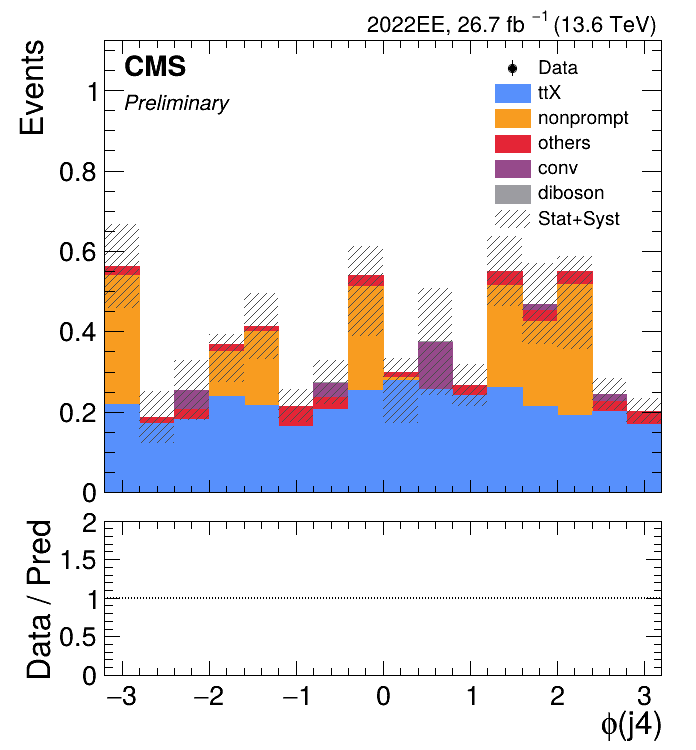 2022EE, 26.7 fb⁻¹ (13.6 TeV)
CMS
Preliminary
Data
ttX
nonprompt
others
conv
diboson
Stat+Syst
Events
1
0.8
0.6
0.4
0.2
0
Data / Pred
2
1.5
1
0.5
0
−3 −2 −1 0 1 2 3
ϕ(j4)